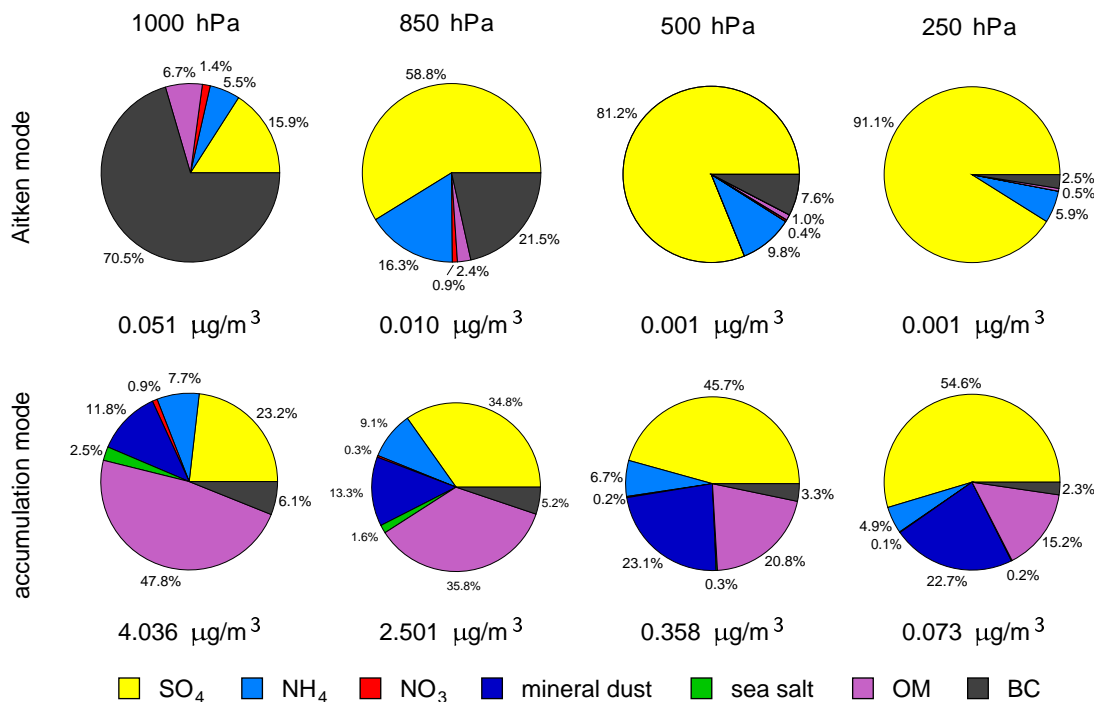 1000 hPa 850 hPa 500 hPa 250 hPa
Aitken mode
6.7% 1.4% 5.5% 15.9% 70.5%
58.8% 16.3% 0.9% 2.4% 21.5%
81.2% 7.6% 1.0% 0.4% 9.8%
91.1% 2.5% 0.5% 5.9%
0.051 μg/m³ 0.010 μg/m³ 0.001 μg/m³ 0.001 μg/m³
accumulation mode
0.9% 7.7% 11.8% 23.2% 2.5% 6.1% 47.8%
34.8% 9.1% 0.3% 13.3% 5.2% 1.6% 35.8%
45.7% 6.7% 0.2% 3.3% 23.1% 20.8% 0.3%
54.6% 2.3% 4.9% 0.1% 15.2% 22.7% 0.2%
4.036 μg/m³ 2.501 μg/m³ 0.358 μg/m³ 0.073 μg/m³
SO₄ NH₄ NO₃ mineral dust sea salt OM BC